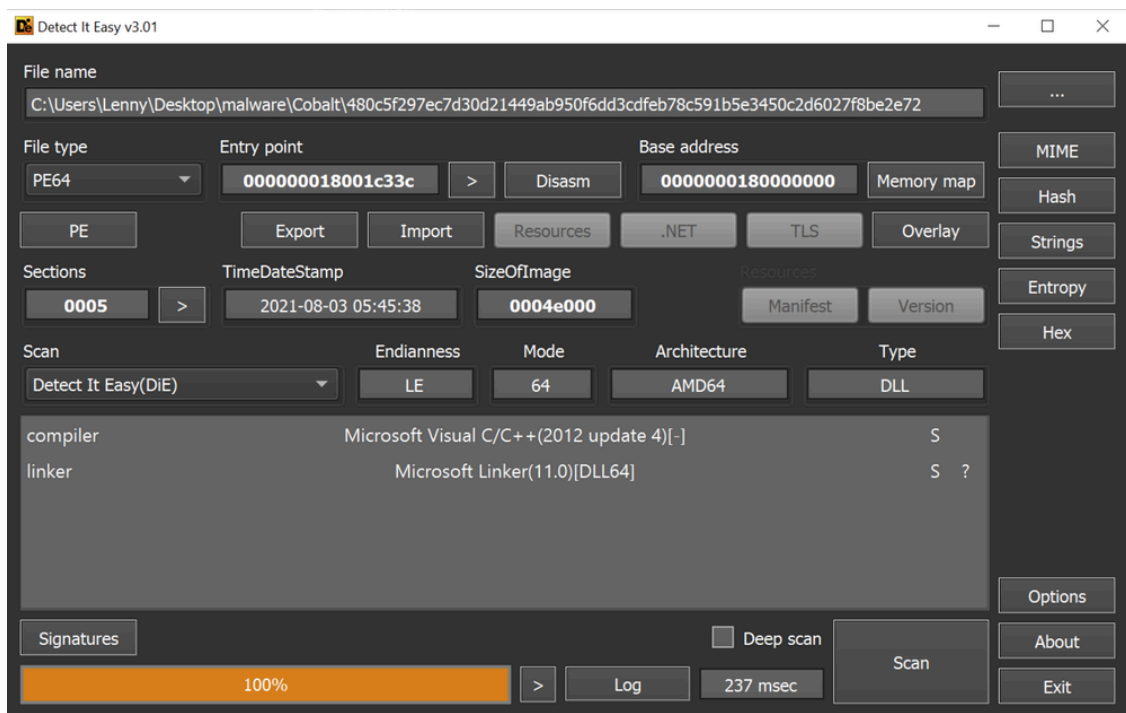 Detect It Easy v3.01
File name
C:\Users\Lenny\Desktop\malware\Cobalt\480c5f297ec7d30d21449ab950f6dd3cdfeb78c591b5e3450c2d6027f8be2e72
...
File type Entry point Base address
PE64 000000018001c33c > Disasm 0000000180000000 Memory map
MIME
Hash
PE Export Import Resources .NET TLS Overlay
Strings
Sections TimeDateStamp SizeOfImage Resources
0005 > 2021-08-03 05:45:38 0004e000 Manifest Version
Entropy
Hex
Scan Endianness Mode Architecture Type
Detect It Easy(DiE) LE 64 AMD64 DLL
compiler Microsoft Visual C/C++(2012 update 4)[-] S
linker Microsoft Linker(11.0)[DLL64] S ?
Options
Signatures Deep scan Scan About
100% > Log 237 msec Exit